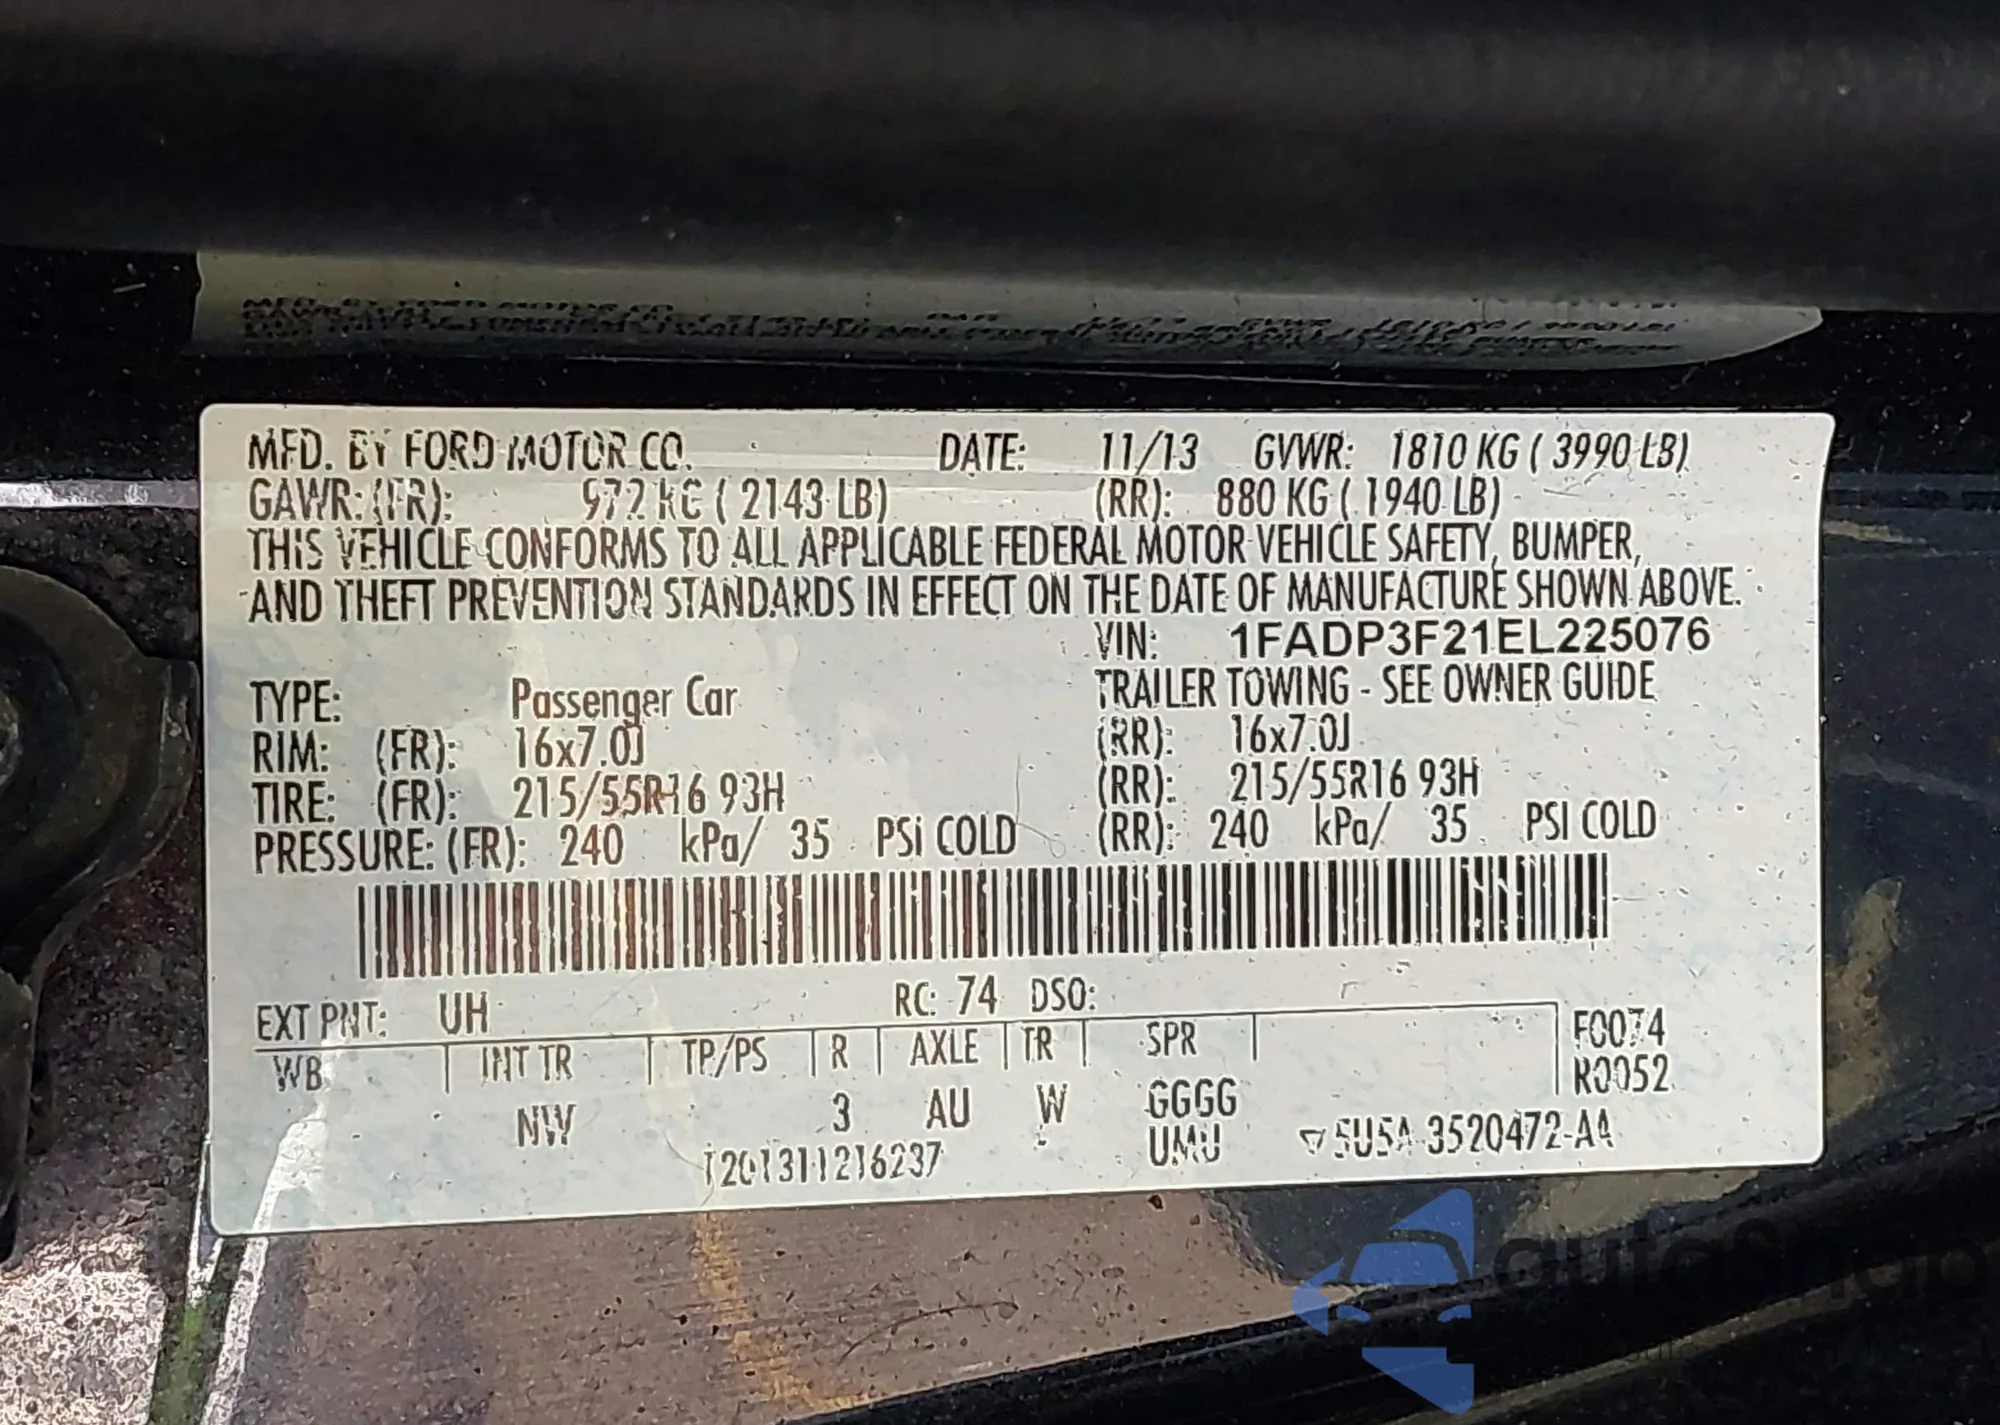 MFD. BY FORD MOTOR CO. DATE: 11/13 GVWR: 1810 KG ( 3990 LB)
GAWR: (FR): 972 KG ( 2143 LB) (RR): 880 KG ( 1940 LB)
THIS VEHICLE CONFORMS TO ALL APPLICABLE FEDERAL MOTOR VEHICLE SAFETY, BUMPER,
AND THEFT PREVENTION STANDARDS IN EFFECT ON THE DATE OF MANUFACTURE SHOWN ABOVE.
VIN: 1FADP3F21EL225076
TYPE: Passenger Car TRAILER TOWING - SEE OWNER GUIDE
RIM: (FR): 16x7.0J (RR): 16x7.0J
TIRE: (FR): 215/55R16 93H (RR): 215/55R16 93H
PRESSURE: (FR): 240 kPa/ 35 PSi COLD (RR): 240 kPa/ 35 PSI COLD
EXT PNT: UH RC: 74 DSO:
WB INT TR TP/PS R AXLE TR SPR F0074
R0052
NW 3 AU W GGGG
UMU 5U5A-3520472-AA
T201311216237
autoSnap